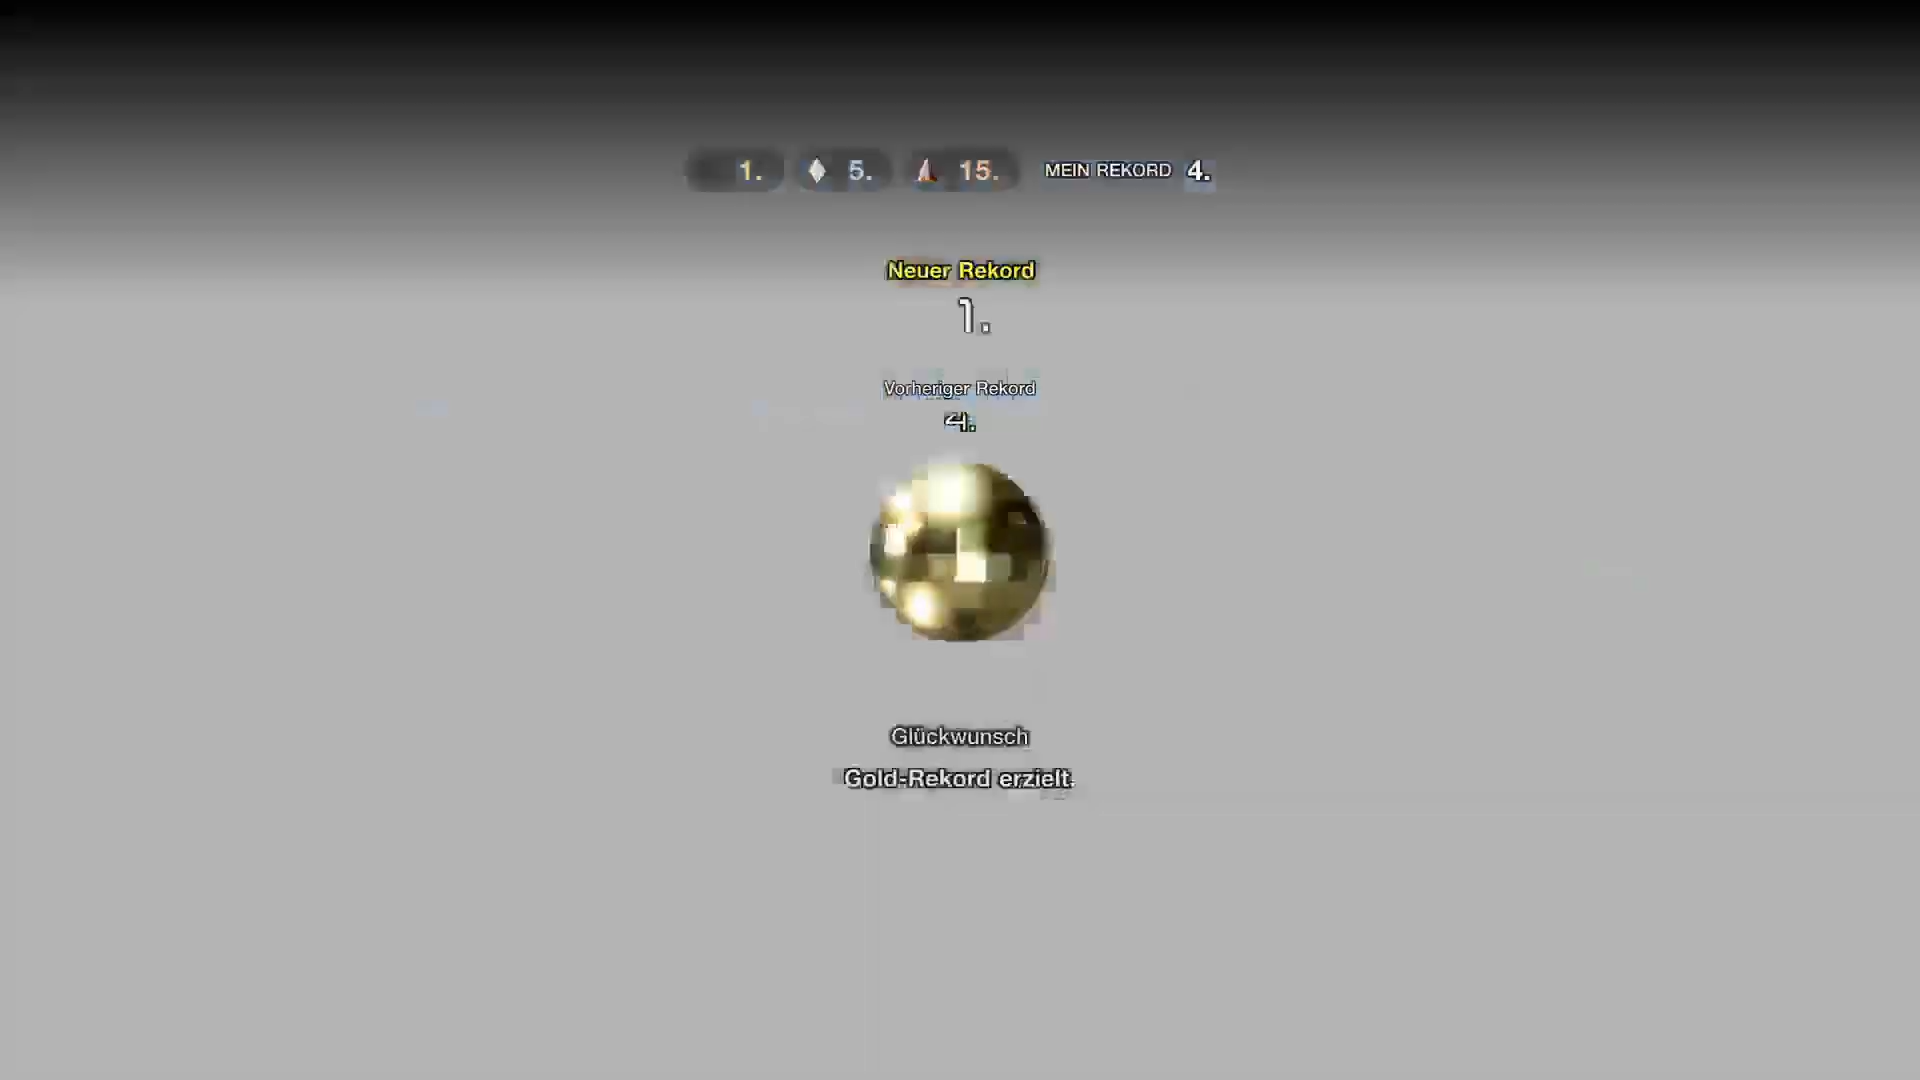 1. 5. 15. MEIN REKORD 4.
Neuer Rekord
1.
Vorheriger Rekord
4.
Glückwunsch
Gold-Rekord erzielt.